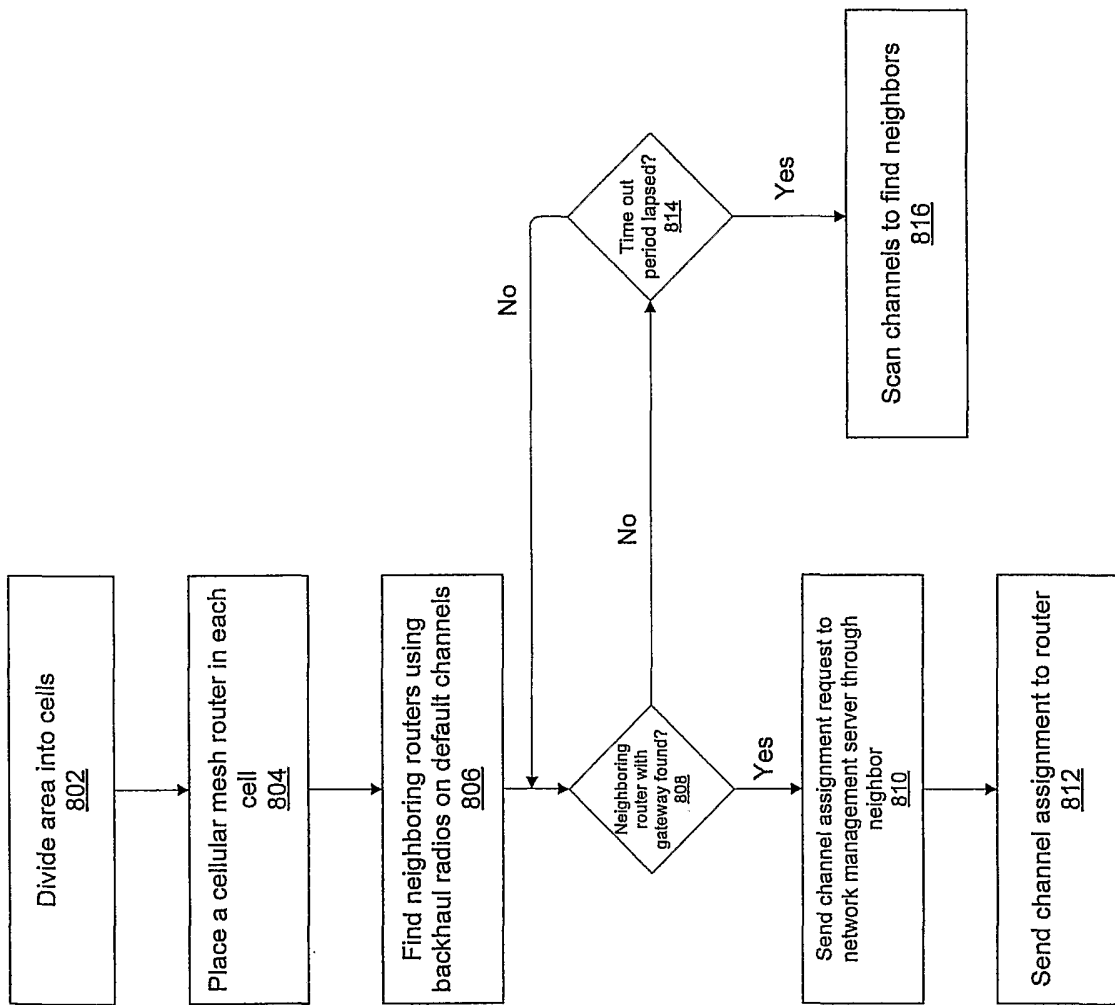 Divide area into cells
802
Place a cellular mesh router in each
cell
804
Find neighboring routers using
backhaul radios on default channels
806
Neighboring
router with
gateway found?
808
No
Yes
Time out
period lapsed?
814
No
Yes
Send channel assignment request to
network management server through
neighbor
810
Send channel assignment to router
812
Scan channels to find neighbors
816